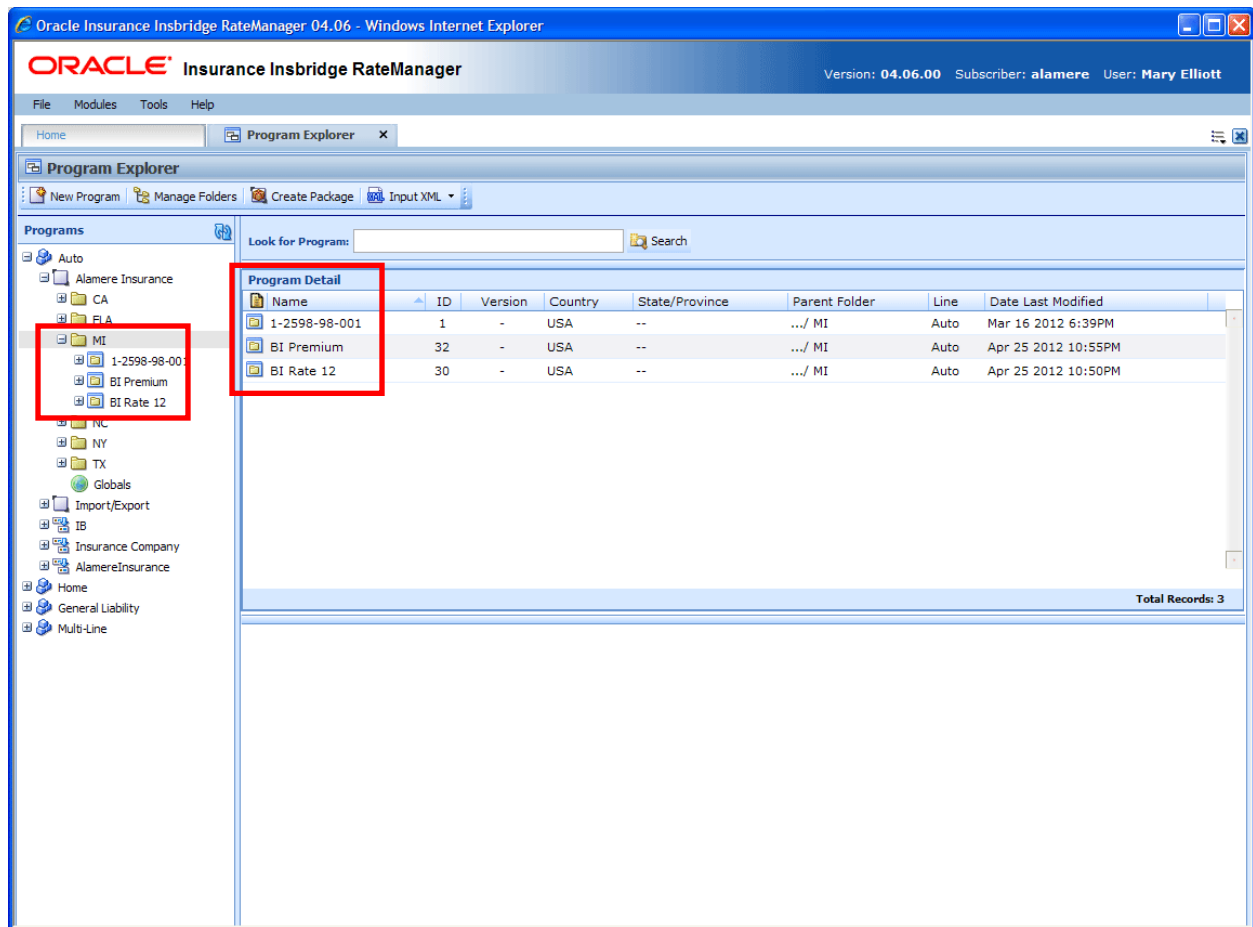 Oracle Insurance Insbridge RateManager 04.06 - Windows Internet Explorer
ORACLE Insurance Insbridge RateManager
Version: 04.06.00 Subscriber: alamere User: Mary Elliott
File Modules Tools Help
Home Program Explorer x
Program Explorer
New Program Manage Folders Create Package Input XML
Programs
Look for Program: Search
Auto
Alamere Insurance
CA
FLA
MI
1-2598-98-001
BI Premium
BI Rate 12
NC
NY
TX
Globals
Import/Export
IB
Insurance Company
AlamereInsurance
Home
General Liability
Multi-Line
Program Detail
Name ID Version Country State/Province Parent Folder Line Date Last Modified
1-2598-98-001 1 - USA -- .../ MI Auto Mar 16 2012 6:39PM
BI Premium 32 - USA -- .../ MI Auto Apr 25 2012 10:55PM
BI Rate 12 30 - USA -- .../ MI Auto Apr 25 2012 10:50PM
Total Records: 3